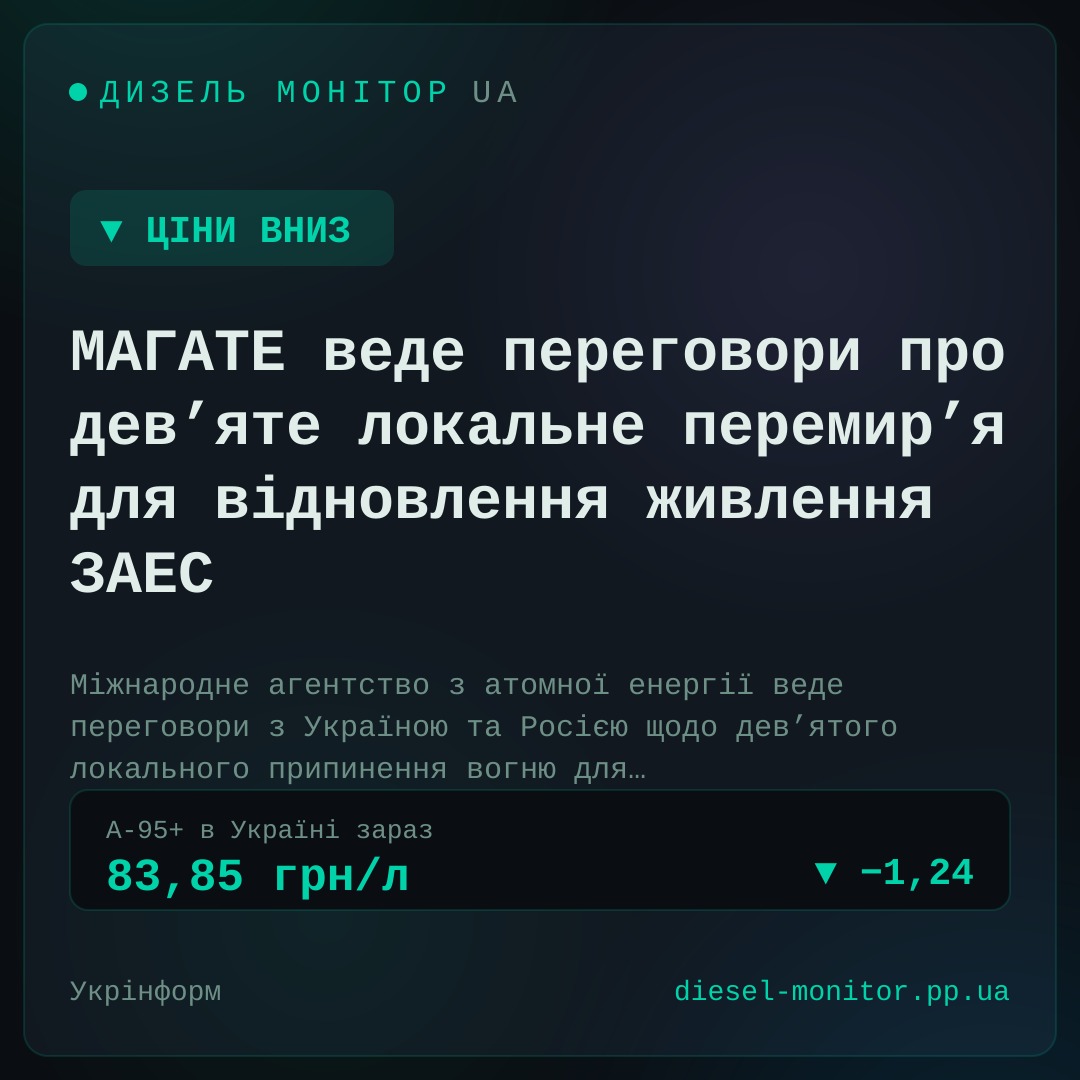 ДИЗЕЛЬ МОНІТОР UA
▼ ЦІНИ ВНИЗ
МАГАТЕ веде переговори про
дев’яте локальне перемир’я
для відновлення живлення
ЗАЕС
Міжнародне агентство з атомної енергії веде
переговори з Україною та Росією щодо дев’ятого
локального припинення вогню для…
А-95+ в Україні зараз
83,85 грн/л
▼ −1,24
Укрінформ
diesel-monitor.pp.ua